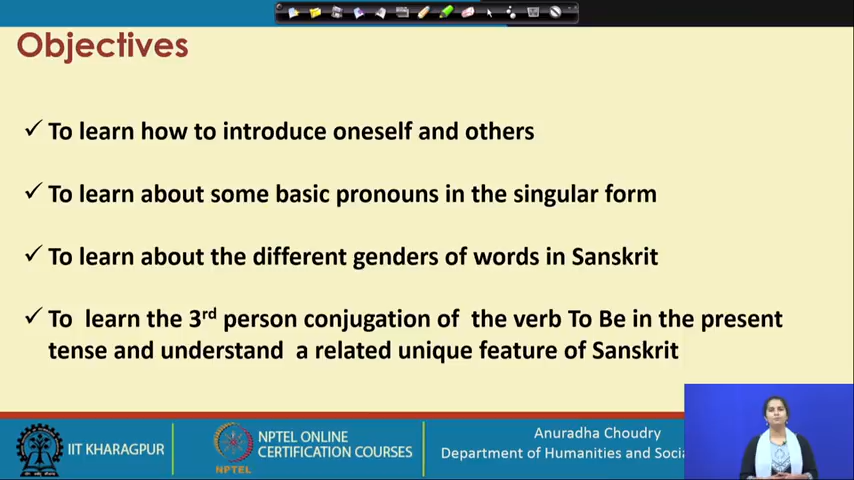 Objectives
✓ To learn how to introduce oneself and others
✓ To learn about some basic pronouns in the singular form
✓ To learn about the different genders of words in Sanskrit
✓ To learn the 3rd person conjugation of the verb To Be in the present
tense and understand a related unique feature of Sanskrit
IIT KHARAGPUR
NPTEL
NPTEL ONLINE
CERTIFICATION COURSES
Anuradha Choudry
Department of Humanities and Soci